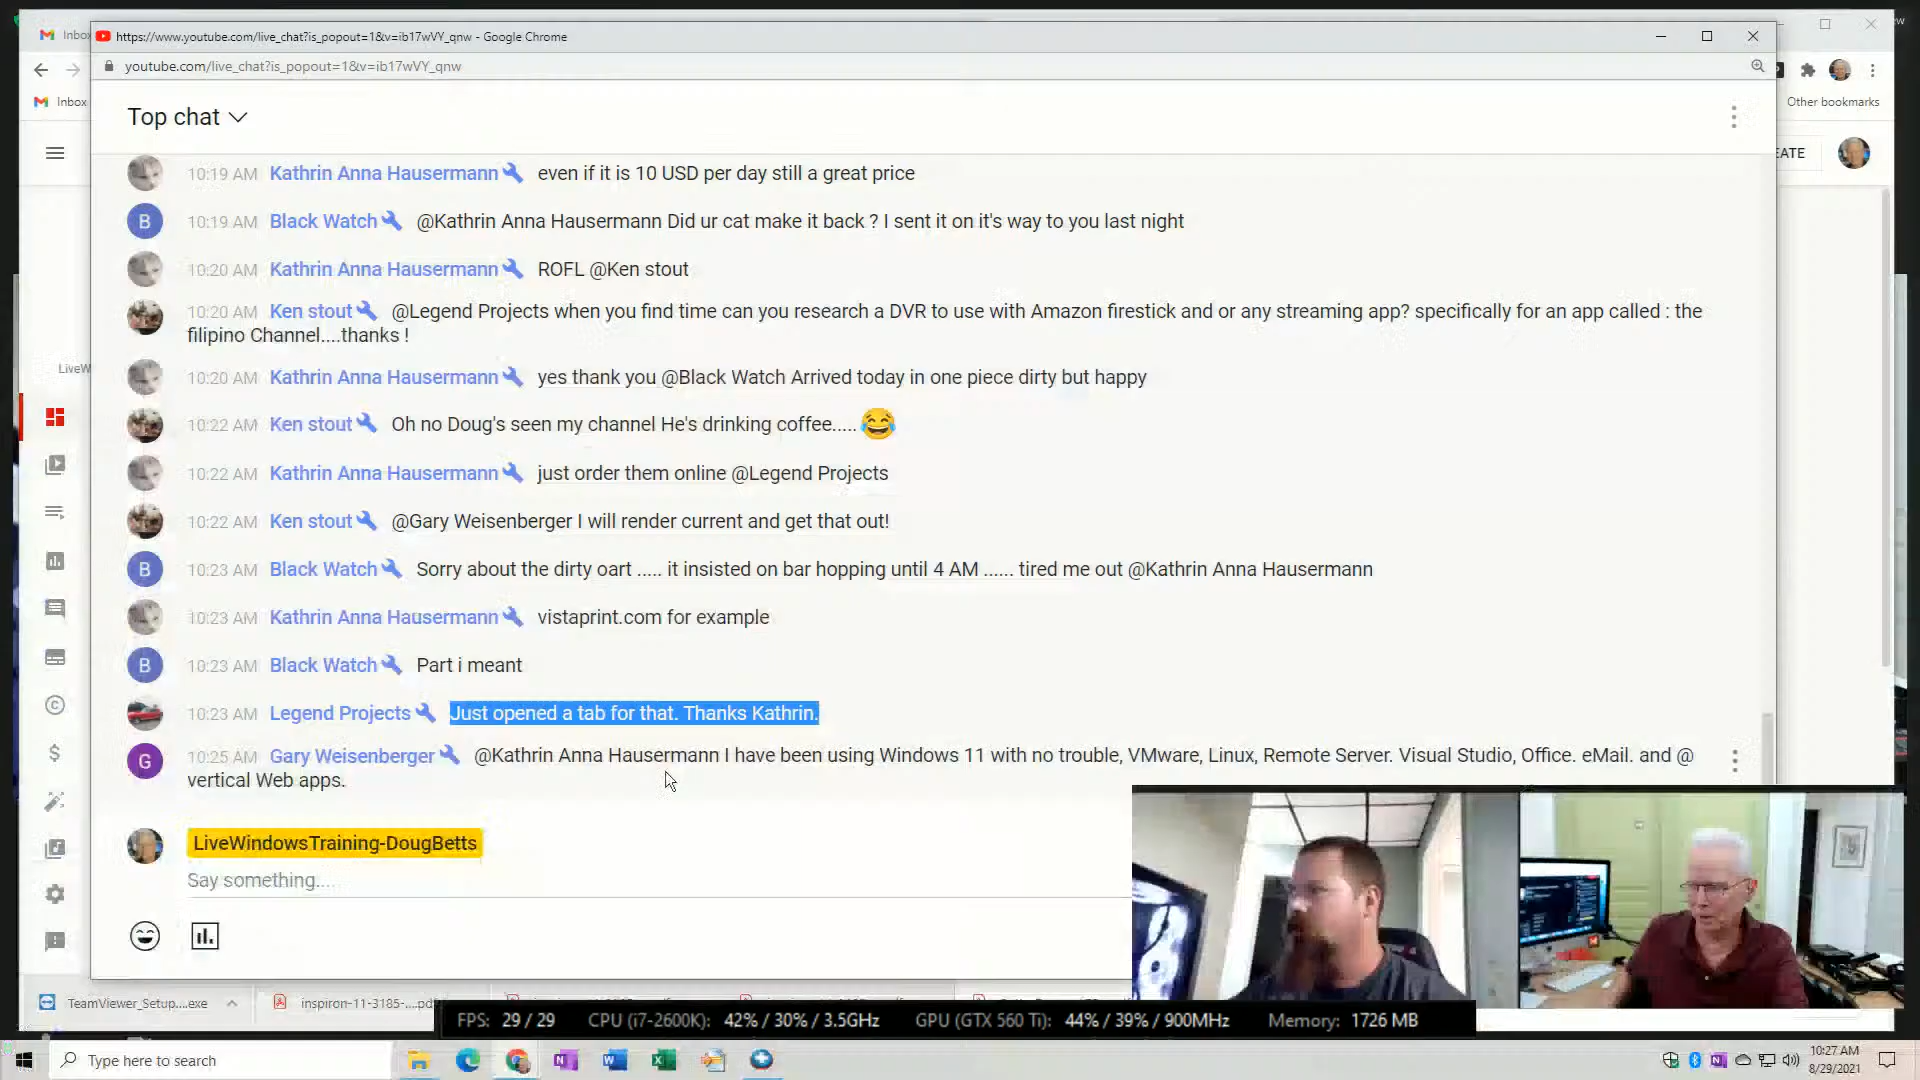 Inbo
https://www.youtube.com/live_chat?is_popout=1&v=ib17wVY_qnw - Google Chrome
youtube.com/live_chat?is_popout=1&v=ib17wVY_qnw
Inbox
Other bookmarks
Top chat
EATE
10:19 AM Kathrin Anna Hausermann even if it is 10 USD per day still a great price
B 10:19 AM Black Watch @Kathrin Anna Hausermann Did ur cat make it back ? I sent it on it's way to you last night
10:20 AM Kathrin Anna Hausermann ROFL @Ken stout
10:20 AM Ken stout @Legend Projects when you find time can you research a DVR to use with Amazon firestick and or any streaming app? specifically for an app called : the
filipino Channel....thanks !
LiveW
10:20 AM Kathrin Anna Hausermann yes thank you @Black Watch Arrived today in one piece dirty but happy
10:22 AM Ken stout Oh no Doug's seen my channel He's drinking coffee..... 😂
10:22 AM Kathrin Anna Hausermann just order them online @Legend Projects
10:22 AM Ken stout @Gary Weisenberger I will render current and get that out!
B 10:23 AM Black Watch Sorry about the dirty oart ..... it insisted on bar hopping until 4 AM ...... tired me out @Kathrin Anna Hausermann
10:23 AM Kathrin Anna Hausermann vistaprint.com for example
B 10:23 AM Black Watch Part i meant
10:23 AM Legend Projects Just opened a tab for that. Thanks Kathrin.
G 10:25 AM Gary Weisenberger @Kathrin Anna Hausermann I have been using Windows 11 with no trouble, VMware, Linux, Remote Server. Visual Studio, Office. eMail. and @
vertical Web apps.
LiveWindowsTraining-DougBetts
Say something...
TeamViewer_Setup....exe
inspiron-11-3185-....pdf
FPS: 29 / 29 CPU (i7-2600K): 42% / 30% / 3.5GHz GPU (GTX 560 Ti): 44% / 39% / 900MHz Memory: 1726 MB
Type here to search
10:27 AM
8/29/2021